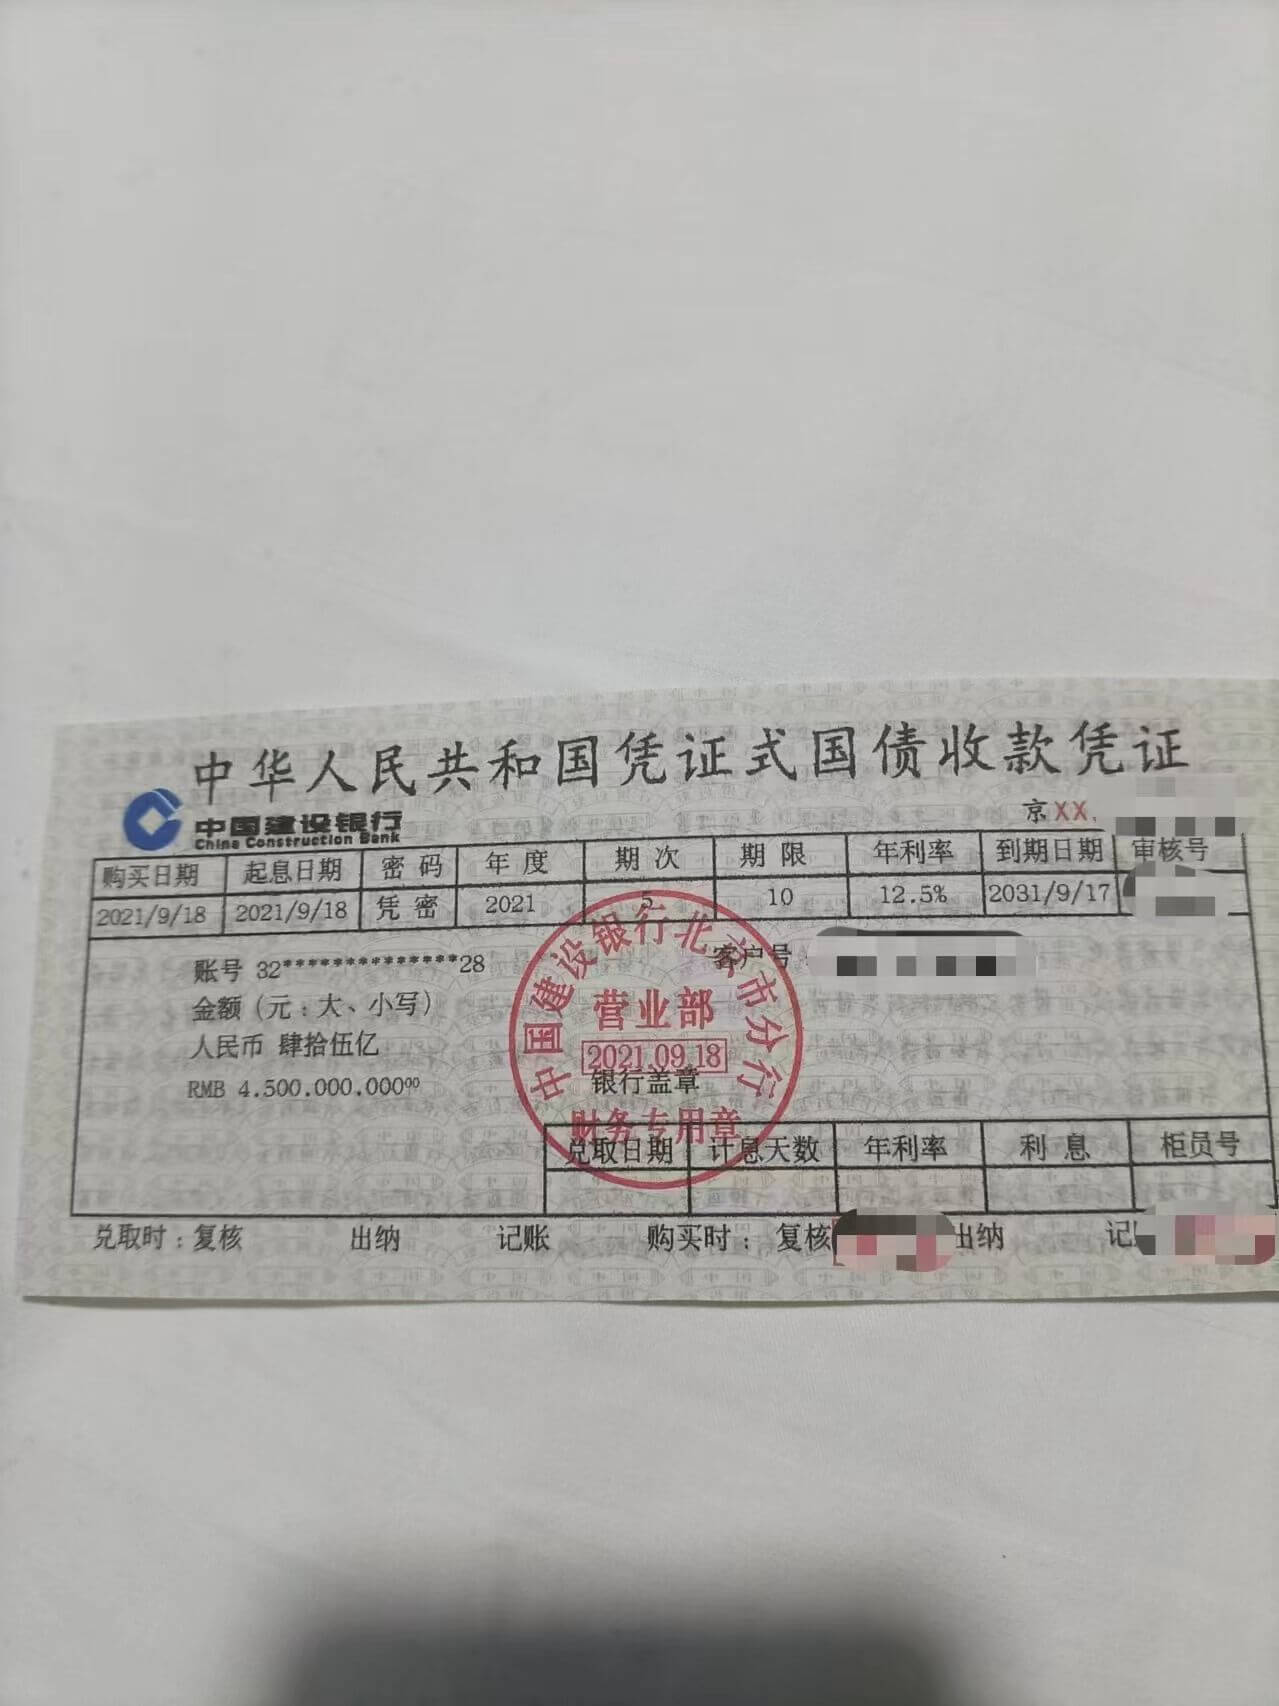 中华人民共和国凭证式国债收款凭证
中国建设银行
China Construction Bank
京XX.
购买日期 起息日期 密码 年度 期次 期限 年利率 到期日期 审核号
2021/9/18 2021/9/18 凭密 2021 5 10 12.5% 2031/9/17
账号 32**************28 客户号:
金额(元:大、小写)
人民币 肆拾伍亿
RMB 4.500.000.000⁰⁰
中国建设银行北京市分行
营业部
2021.09.18
银行盖章
财务专用章
兑取日期 计息天数 年利率 利息 柜员号
兑取时:复核 出纳 记账 购买时: 复核 出纳 记